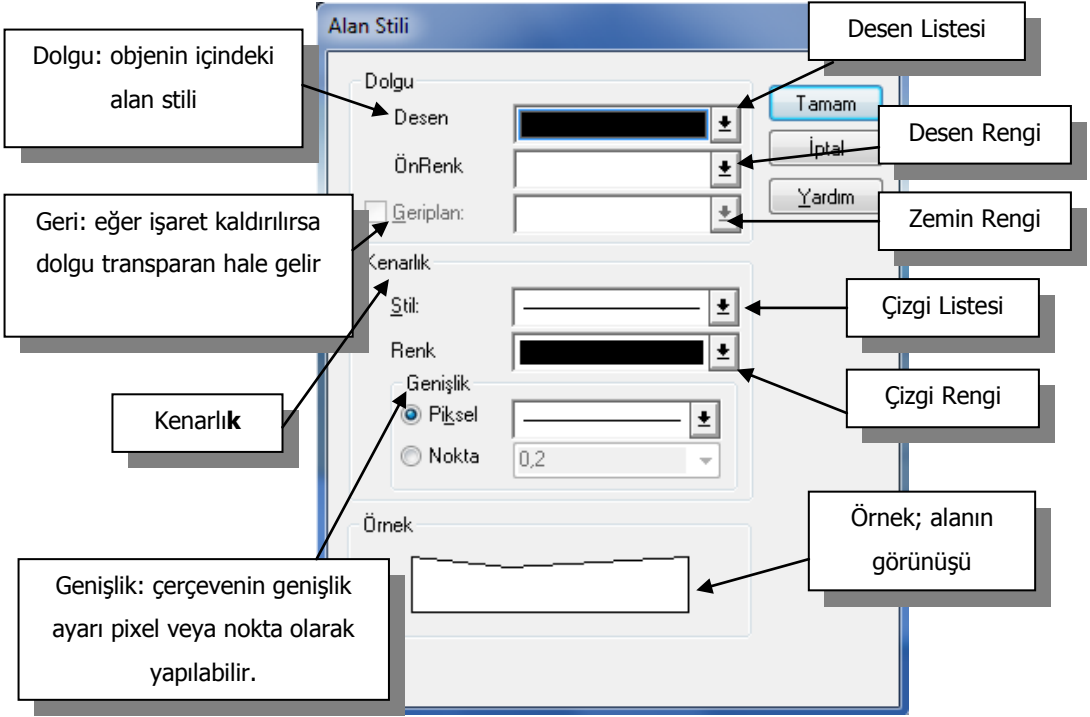 Alan Stili
Desen Listesi
Dolgu: objenin içindeki
alan stili
Dolgu
Desen
Tamam
Desen Rengi
ÖnRenk
İptal
Geri: eğer işaret kaldırılırsa
dolgu transparan hale gelir
Geriplan:
Yardım
Zemin Rengi
Kenarlık
Stil:
Çizgi Listesi
Renk
Çizgi Rengi
Genişlik
Piksel
Kenarlık
Nokta
0,2
Örnek
Örnek; alanın
görünüşü
Genişlik: çerçevenin genişlik
ayarı pixel veya nokta olarak
yapılabilir.